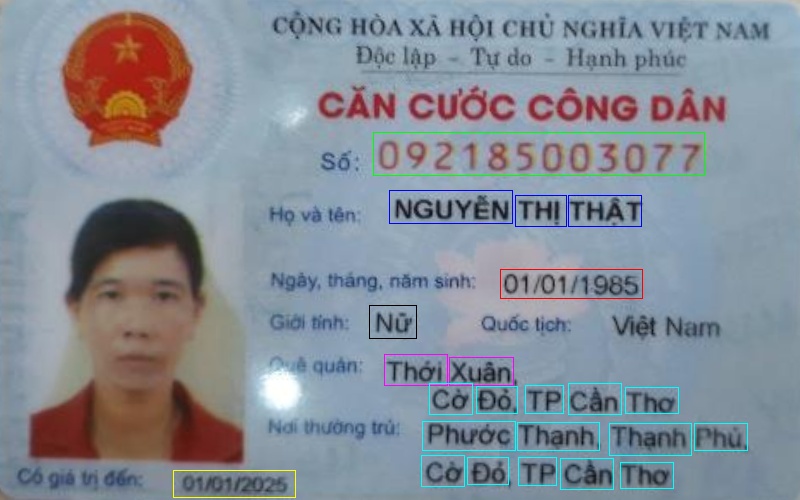 CỘNG HÒA XÃ HỘI CHỦ NGHĨA VIỆT NAM
Độc lập - Tự do - Hạnh phúc
CĂN CƯỚC CÔNG DÂN
Số: 092185003077
Họ và tên: NGUYỄN THỊ THẬT
Ngày, tháng, năm sinh: 01/01/1985
Giới tính: Nữ Quốc tịch: Việt Nam
Quê quán: Thới Xuân,
Cờ Đỏ, TP Cần Thơ
Nơi thường trú: Phước Thạnh, Thạnh Phú,
Cờ Đỏ, TP Cần Thơ
Có giá trị đến: 01/01/2025